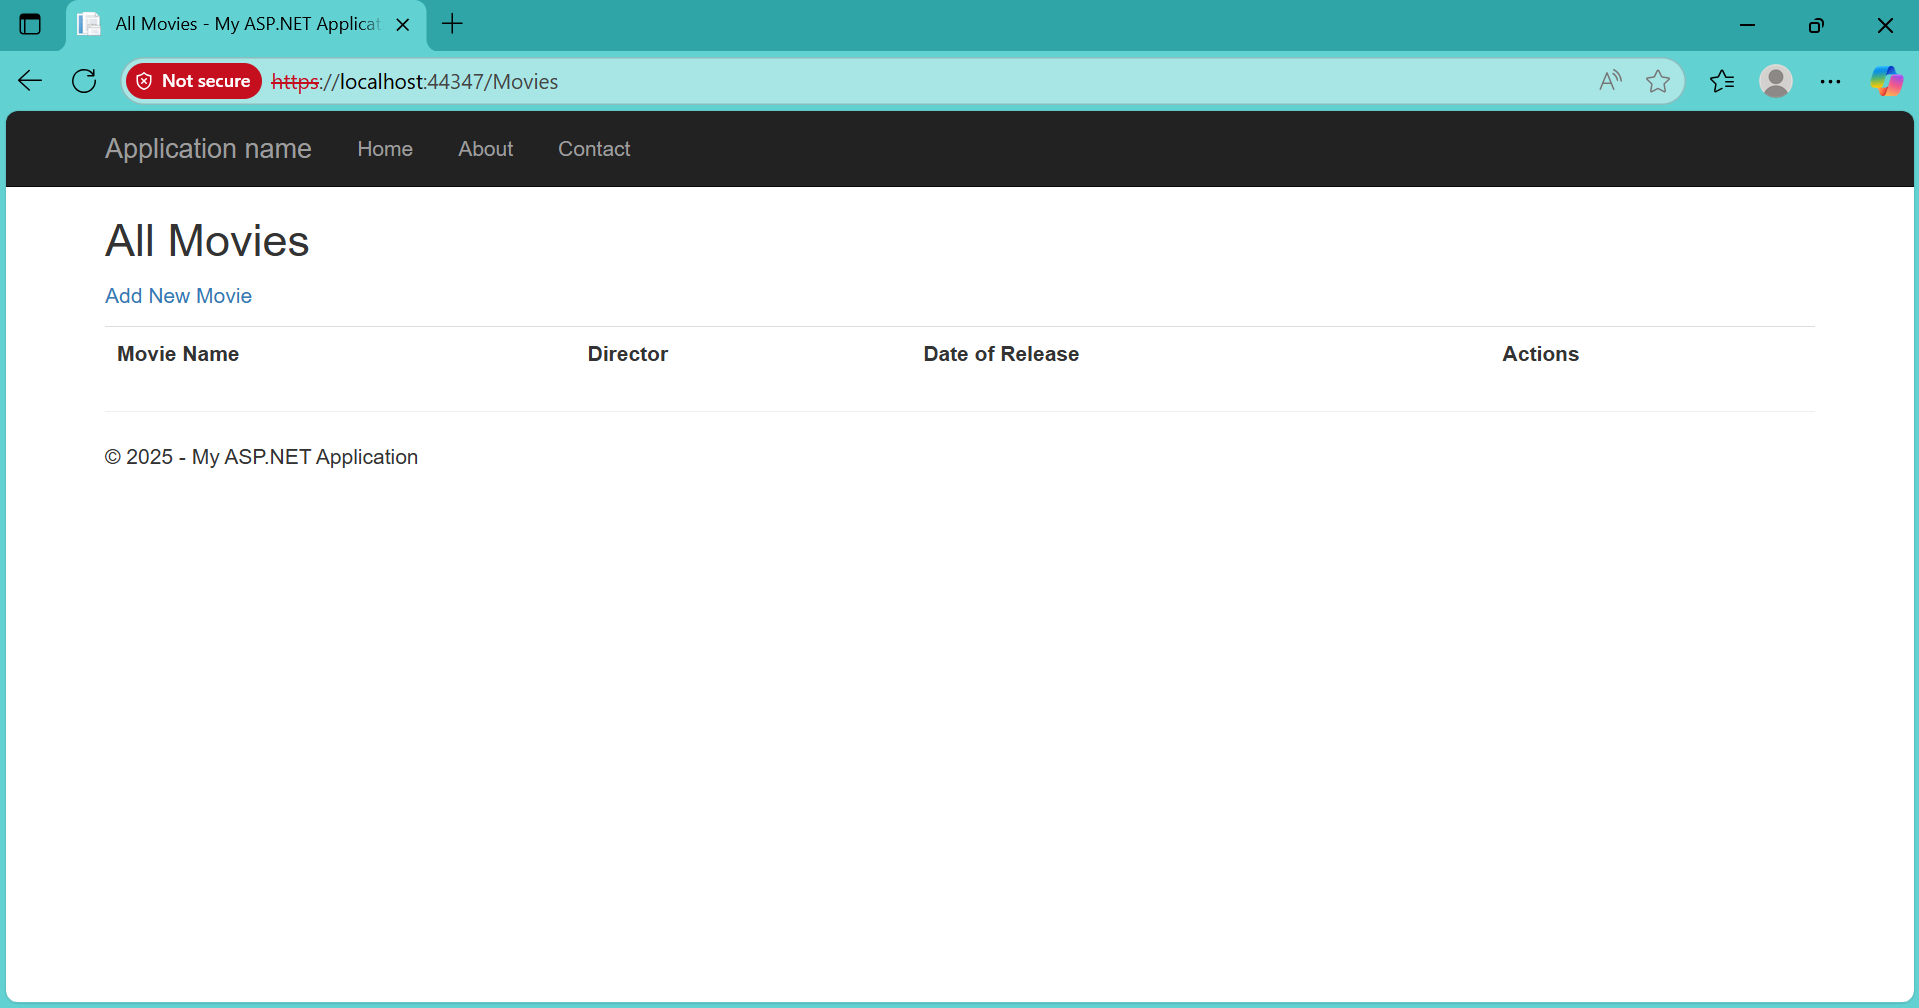 All Movies - My ASP.NET Applicat
Not secure https://localhost:44347/Movies
Application name Home About Contact
All Movies
Add New Movie
Movie Name Director Date of Release Actions
© 2025 - My ASP.NET Application